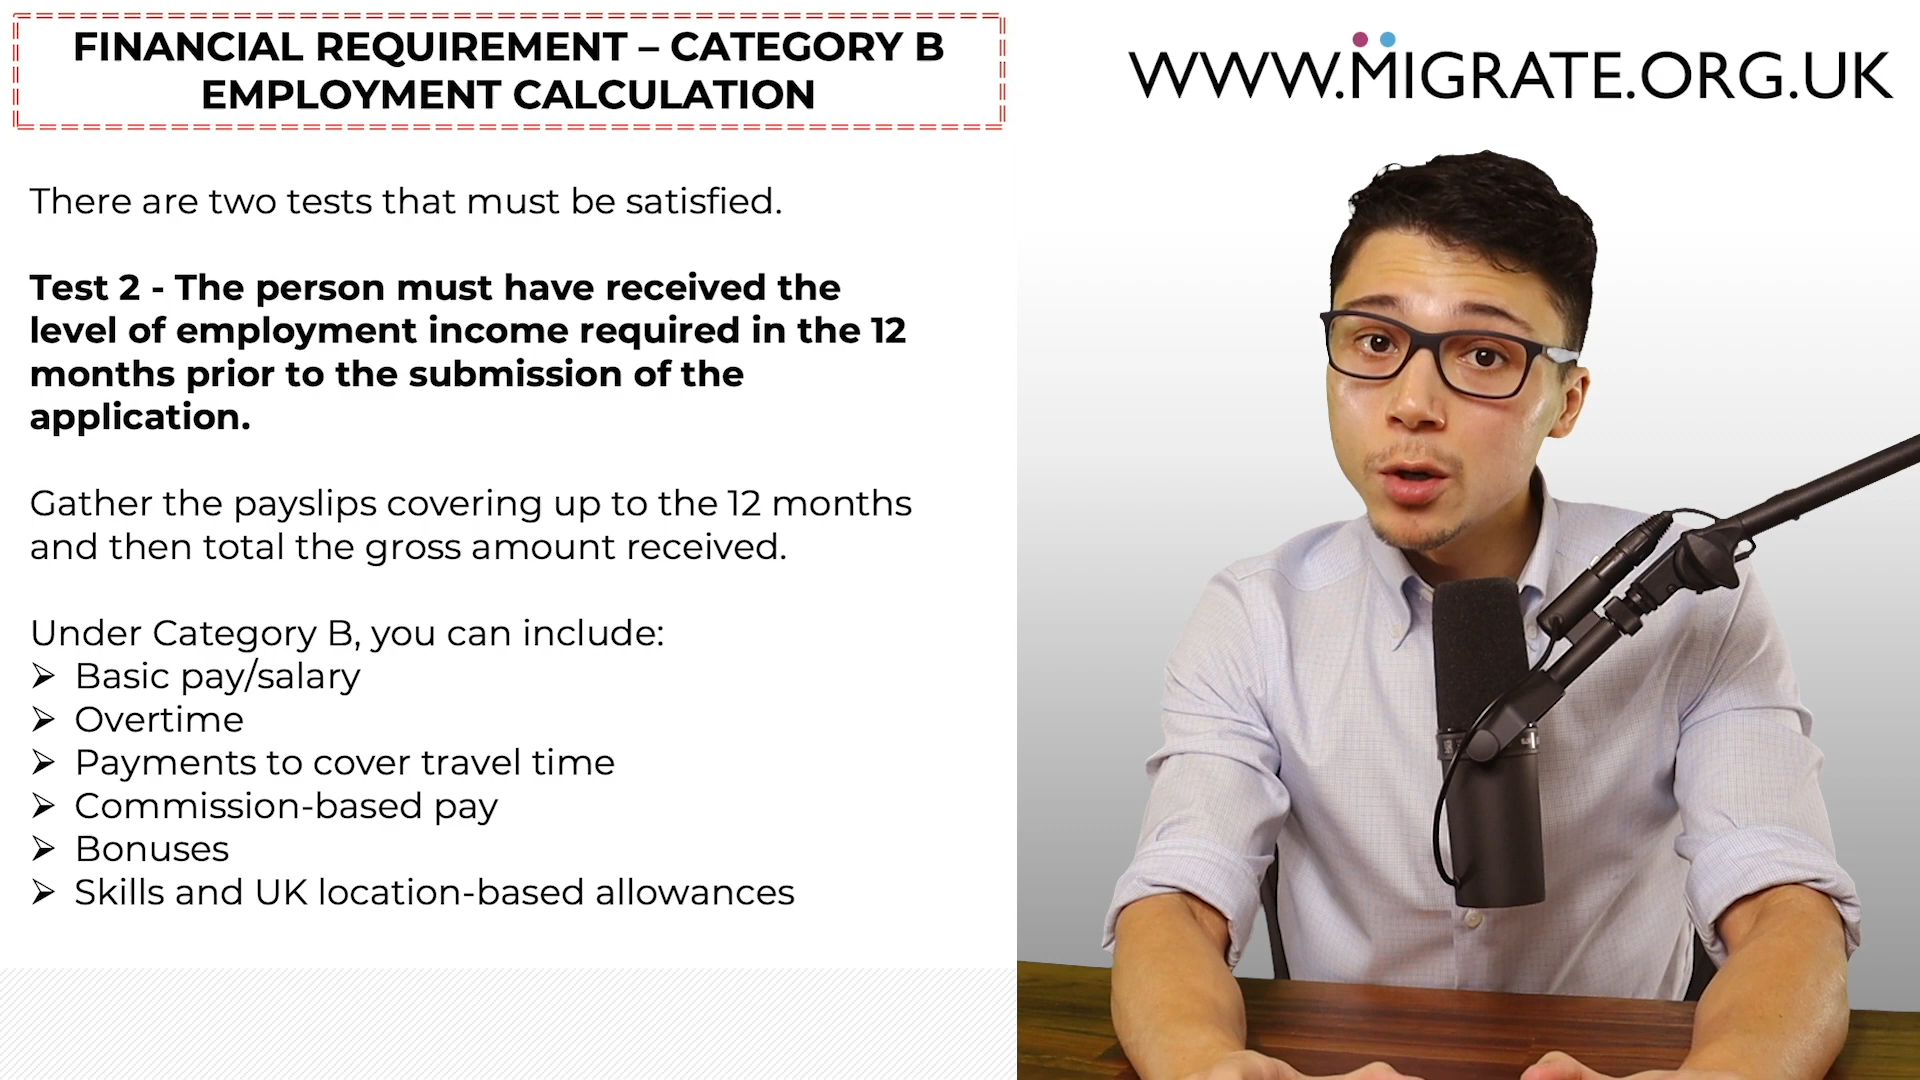 FINANCIAL REQUIREMENT – CATEGORY B
EMPLOYMENT CALCULATION
WWW.MIGRATE.ORG.UK
There are two tests that must be satisfied.
Test 2 - The person must have received the
level of employment income required in the 12
months prior to the submission of the
application.
Gather the payslips covering up to the 12 months
and then total the gross amount received.
Under Category B, you can include:
⮚ Basic pay/salary
⮚ Overtime
⮚ Payments to cover travel time
⮚ Commission-based pay
⮚ Bonuses
⮚ Skills and UK location-based allowances